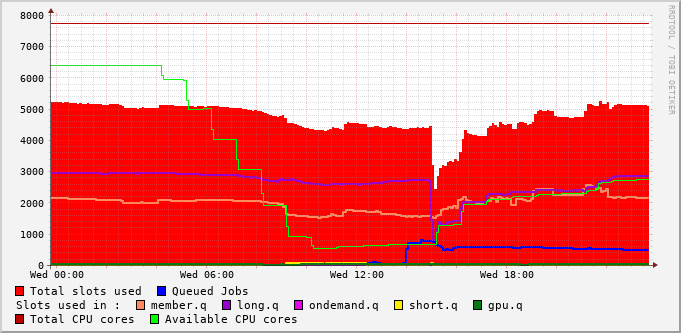 8000
7000
6000
5000
4000
3000
2000
1000
0
Wed 00:00 Wed 06:00 Wed 12:00 Wed 18:00
RRDTOOL / TOBI OETIKER
Total slots used Queued Jobs
Slots used in : member.q long.q ondemand.q short.q gpu.q
Total CPU cores Available CPU cores